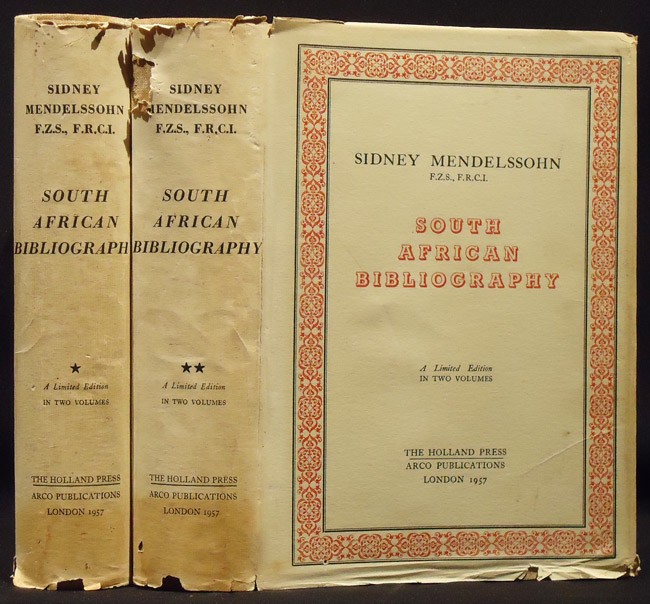 SIDNEY
MENDELSSOHN
F.Z.S., F.R.C.I.
SOUTH
AFRICAN
BIBLIOGRAPH
★
A Limited Edition
IN TWO VOLUMES
THE HOLLAND PRESS
ARCO PUBLICATIONS
LONDON 1957
SIDNEY
MENDELSSOHN
F.Z.S., F.R.C.I.
SOUTH
AFRICAN
BIBLIOGRAPHY
★★
A Limited Edition
IN TWO VOLUMES
THE HOLLAND PRESS
ARCO PUBLICATIONS
LONDON 1957
SIDNEY MENDELSSOHN
F.Z.S., F.R.C.I.
SOUTH
AFRICAN
BIBLIOGRAPHY
A Limited Edition
IN TWO VOLUMES
THE HOLLAND PRESS
ARCO PUBLICATIONS
LONDON 1957